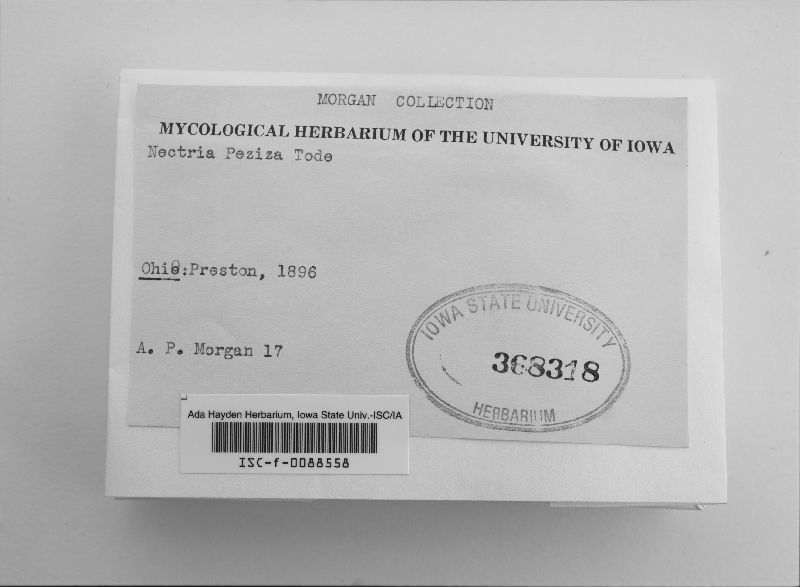 MORGAN COLLECTION
MYCOLOGICAL HERBARIUM OF THE UNIVERSITY OF IOWA
Nectria Peziza Tode
Ohio:Preston, 1896
A. P. Morgan 17
IOWA STATE UNIVERSITY
368318
HERBARIUM
Ada Hayden Herbarium, Iowa State Univ.-ISC/IA
ISC-f-0088558